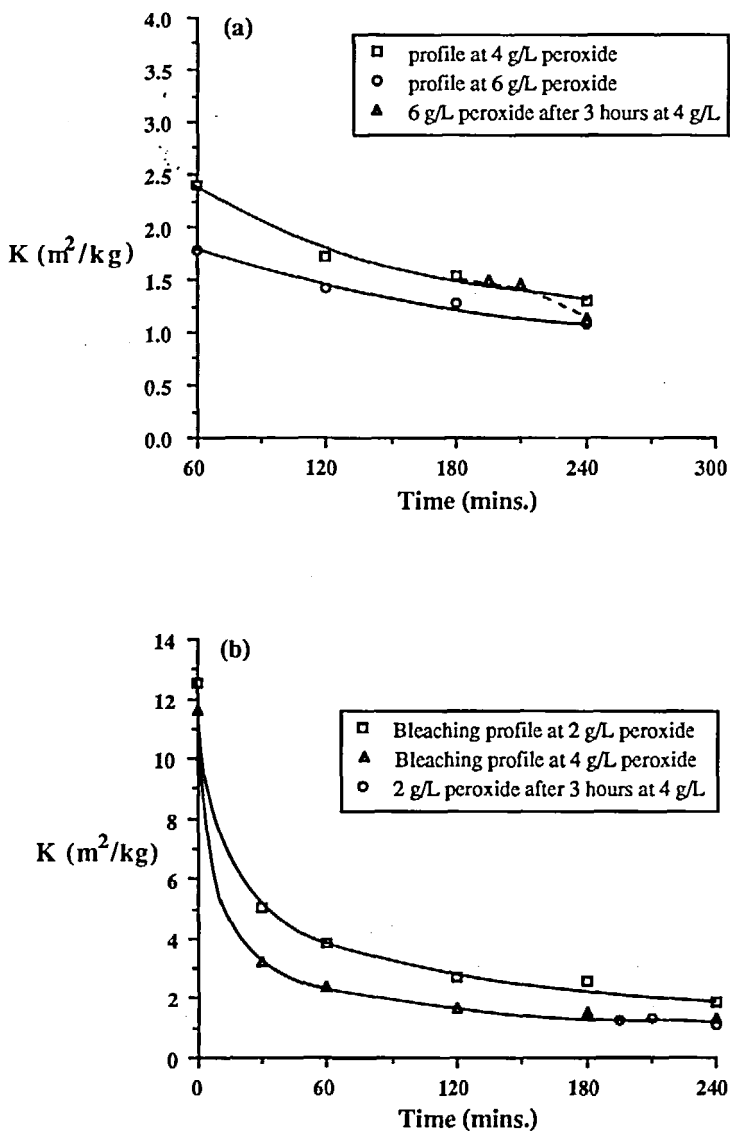 (a)
profile at 4 g/L peroxide
profile at 6 g/L peroxide
6 g/L peroxide after 3 hours at 4 g/L
4.0
3.5
3.0
2.5
2.0
1.5
1.0
0.5
0.0
K (m²/kg)
60 120 180 240 300
Time (mins.)
(b)
Bleaching profile at 2 g/L peroxide
Bleaching profile at 4 g/L peroxide
2 g/L peroxide after 3 hours at 4 g/L
14
12
10
8
6
4
2
0
K (m²/kg)
0 60 120 180 240
Time (mins.)